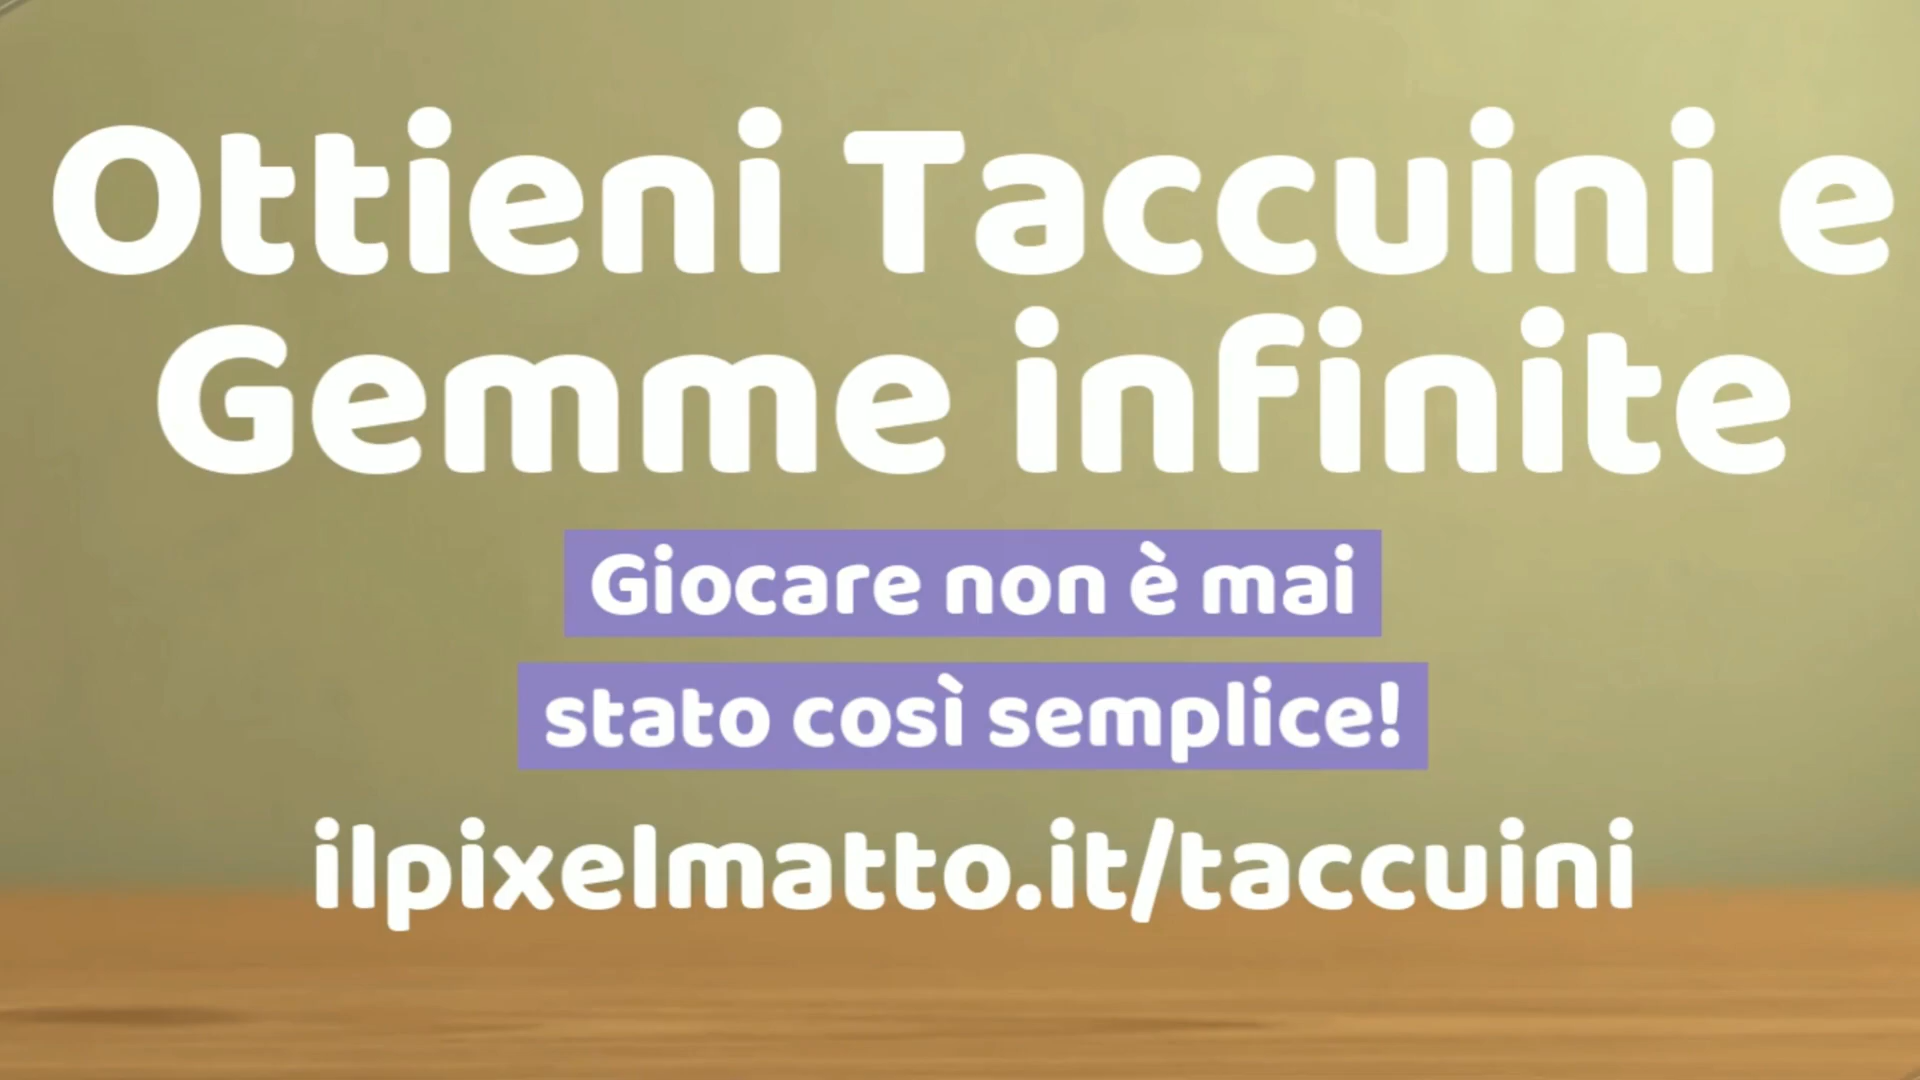 Ottieni Taccuini e
Gemme infinite
Giocare non è mai
stato così semplice!
ilpixelmatto.it/taccuini